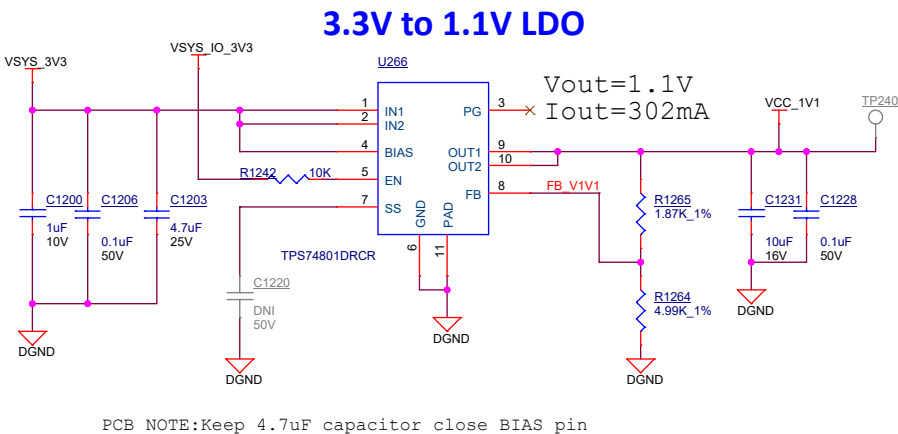 3.3V to 1.1V LDO
VSYS_3V3
VSYS_IO_3V3
U266
Vout=1.1V
Iout=302mA
VCC_1V1
TP240
1
IN1
2
IN2
4
BIAS
5
EN
7
SS
PG
3
OUT1
9
OUT2
10
FB
8
FB_V1V1
GND
6
PAD
11
TPS74801DRCR
R1242
10K
C1200
1uF
10V
C1206
0.1uF
50V
C1203
4.7uF
25V
C1220
DNI
50V
R1265
1.87K_1%
R1264
4.99K_1%
C1231
10uF
16V
C1228
0.1uF
50V
DGND
DGND
DGND
DGND
DGND
PCB NOTE:Keep 4.7uF capacitor close BIAS pin